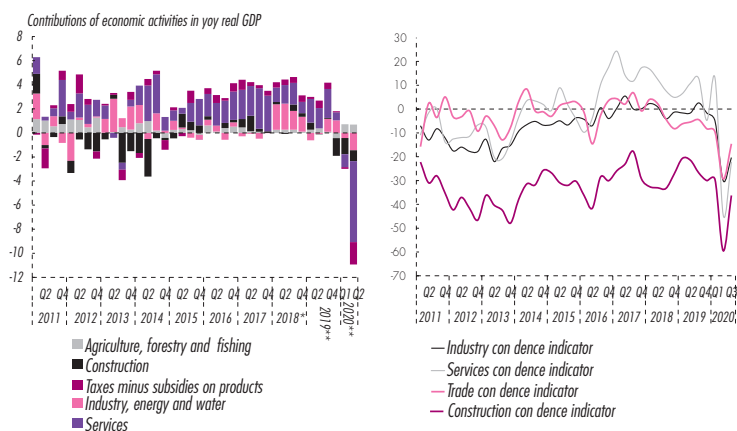 Contributions of economic activities in yoy real GDP
8
6
4
2
0
-2
-4
-6
-8
-10
-12
Q2 Q4 Q2 Q4 Q2 Q4 Q2 Q4 Q2 Q4 Q2 Q4 Q2 Q4 Q2 Q4 Q2 Q4 Q1 Q2
2011 2012 2013 2014 2015 2016 2017 2018* 2019** 2020**
Agriculture, forestry and fishing
Construction
Taxes minus subsidies on products
Industry, energy and water
Services
30
20
10
0
-10
-20
-30
-40
-50
-60
-70
Q2 Q4 Q2 Q4 Q2 Q4 Q2 Q4 Q2 Q4 Q2 Q4 Q2 Q4 Q2 Q4 Q2 Q4 Q1 Q3
2011 2012 2013 2014 2015 2016 2017 2018 2019 2020
Industry con dence indicator
Services con dence indicator
Trade con dence indicator
Construction con dence indicator